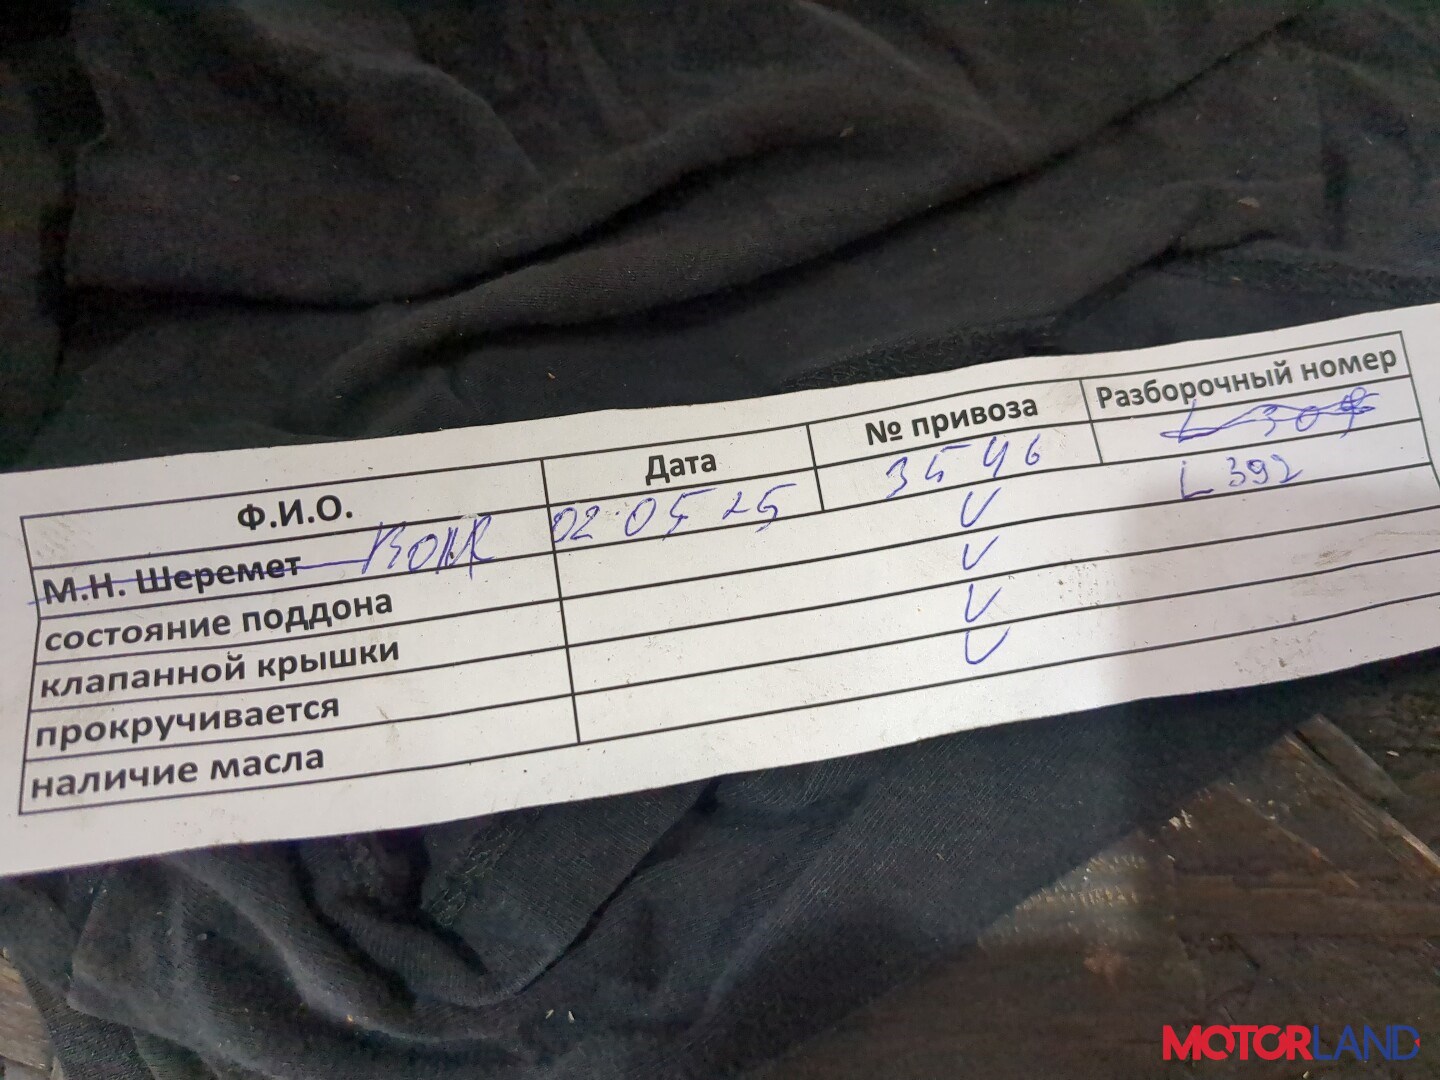 Ф.И.О. Дата № привоза Разборочный номер
М.Н. Шеремет 02 05 25 3546
состояние поддона V L392
клапанной крышки V
прокручивается V
наличие масла V
MOTORLAND